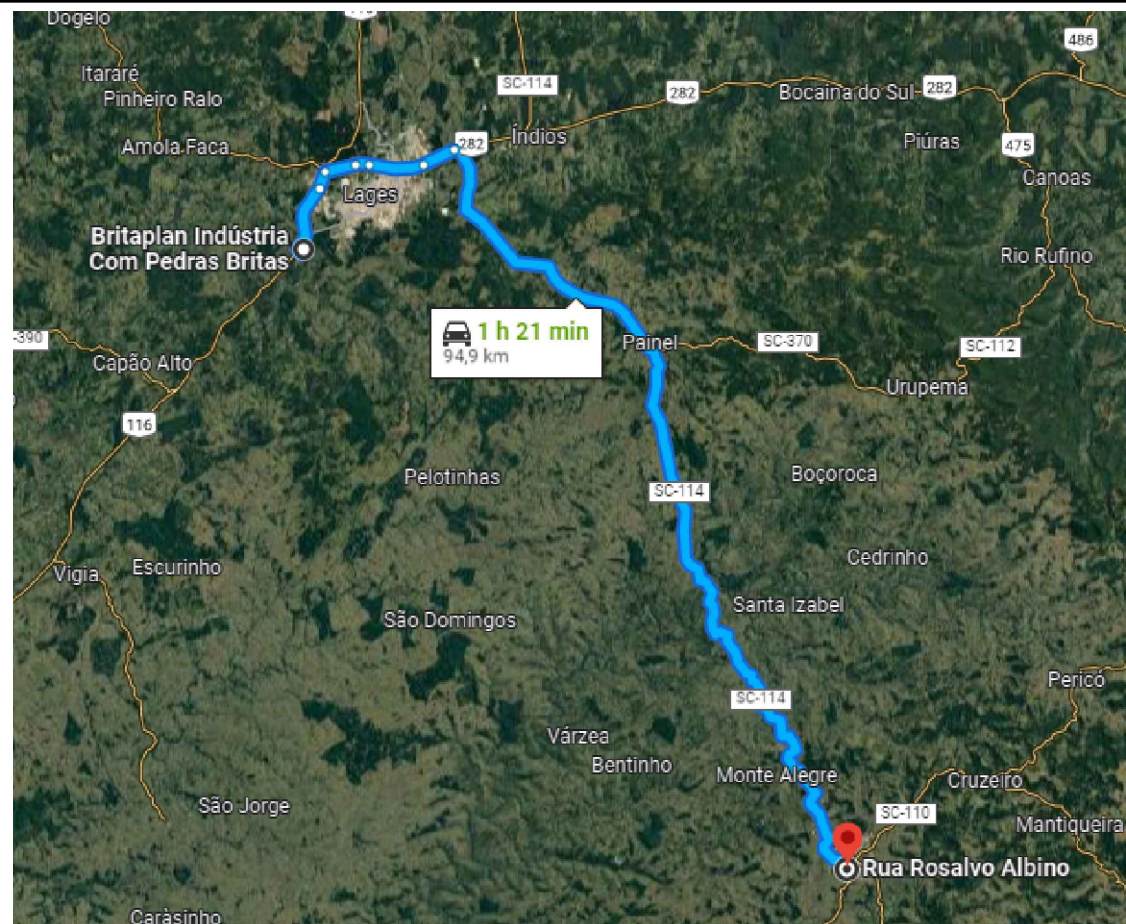 Dogelo
486
Itararé
SC-114
282
Bocaina do Sul
282
Pinheiro Ralo
Amola Faca
282
Índios
Piúras
475
Canoas
Lages
Britaplan Indústria
Com Pedras Britas
Rio Rufino
1 h 21 min
94,9 km
-390
Painel
SC-370
SC-112
Capão Alto
Urupema
116
Pelotinhas
Boçoroca
SC-114
Cedrinho
Vigia
Escurinho
São Domingos
Santa Izabel
SC-114
Pericó
Várzea
Bentinho
Monte Alegre
Cruzeiro
São Jorge
SC-110
Mantiqueira
Rua Rosalvo Albino
Caràsinho